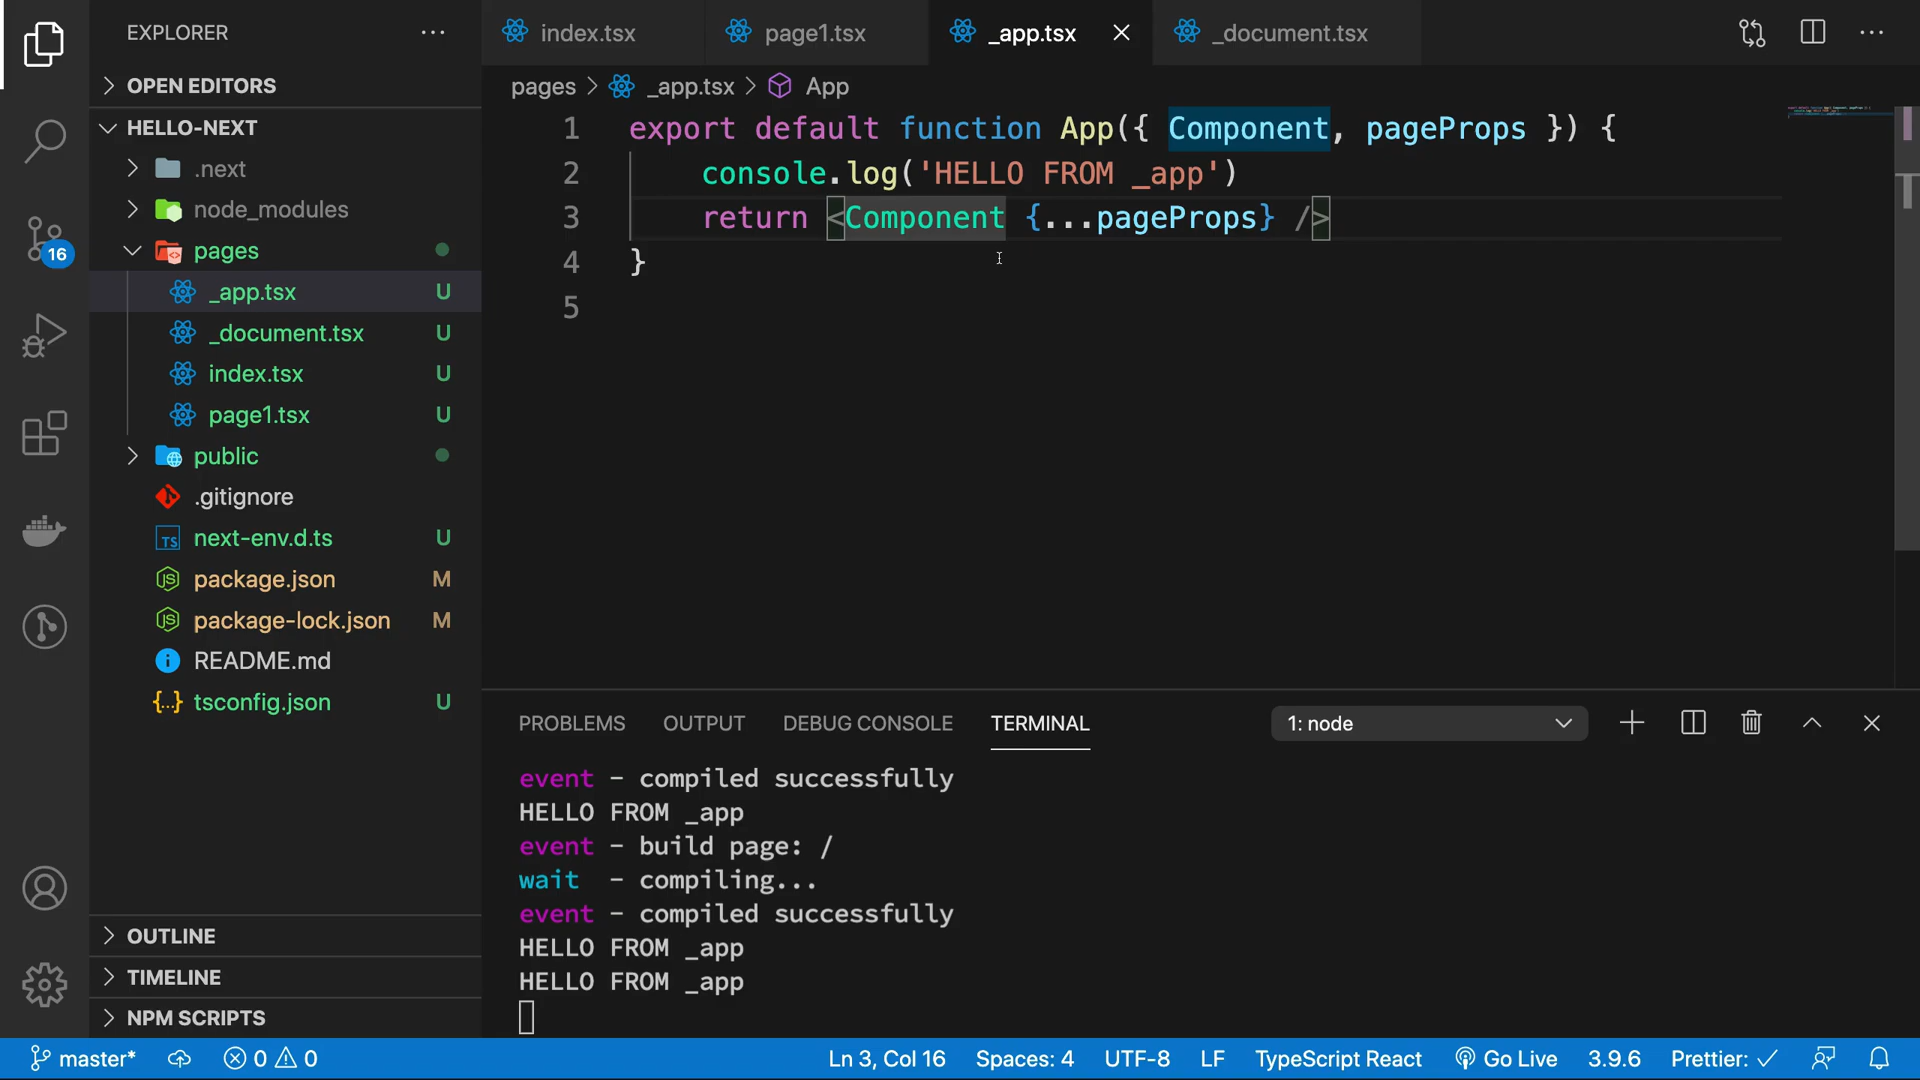 EXPLORER
OPEN EDITORS
HELLO-NEXT
.next
node_modules
pages
_app.tsx U
_document.tsx U
index.tsx U
page1.tsx U
public
.gitignore
next-env.d.ts U
package.json M
package-lock.json M
README.md
tsconfig.json U
OUTLINE
TIMELINE
NPM SCRIPTS
16
index.tsx page1.tsx _app.tsx _document.tsx
pages > _app.tsx > App
1 export default function App({ Component, pageProps }) {
2 console.log('HELLO FROM _app')
3 return <Component {...pageProps} />
4 }
5
PROBLEMS OUTPUT DEBUG CONSOLE TERMINAL 1: node
event - compiled successfully
HELLO FROM _app
event - build page: /
wait - compiling...
event - compiled successfully
HELLO FROM _app
HELLO FROM _app
master* 0 0 Ln 3, Col 16 Spaces: 4 UTF-8 LF TypeScript React Go Live 3.9.6 Prettier: ✓